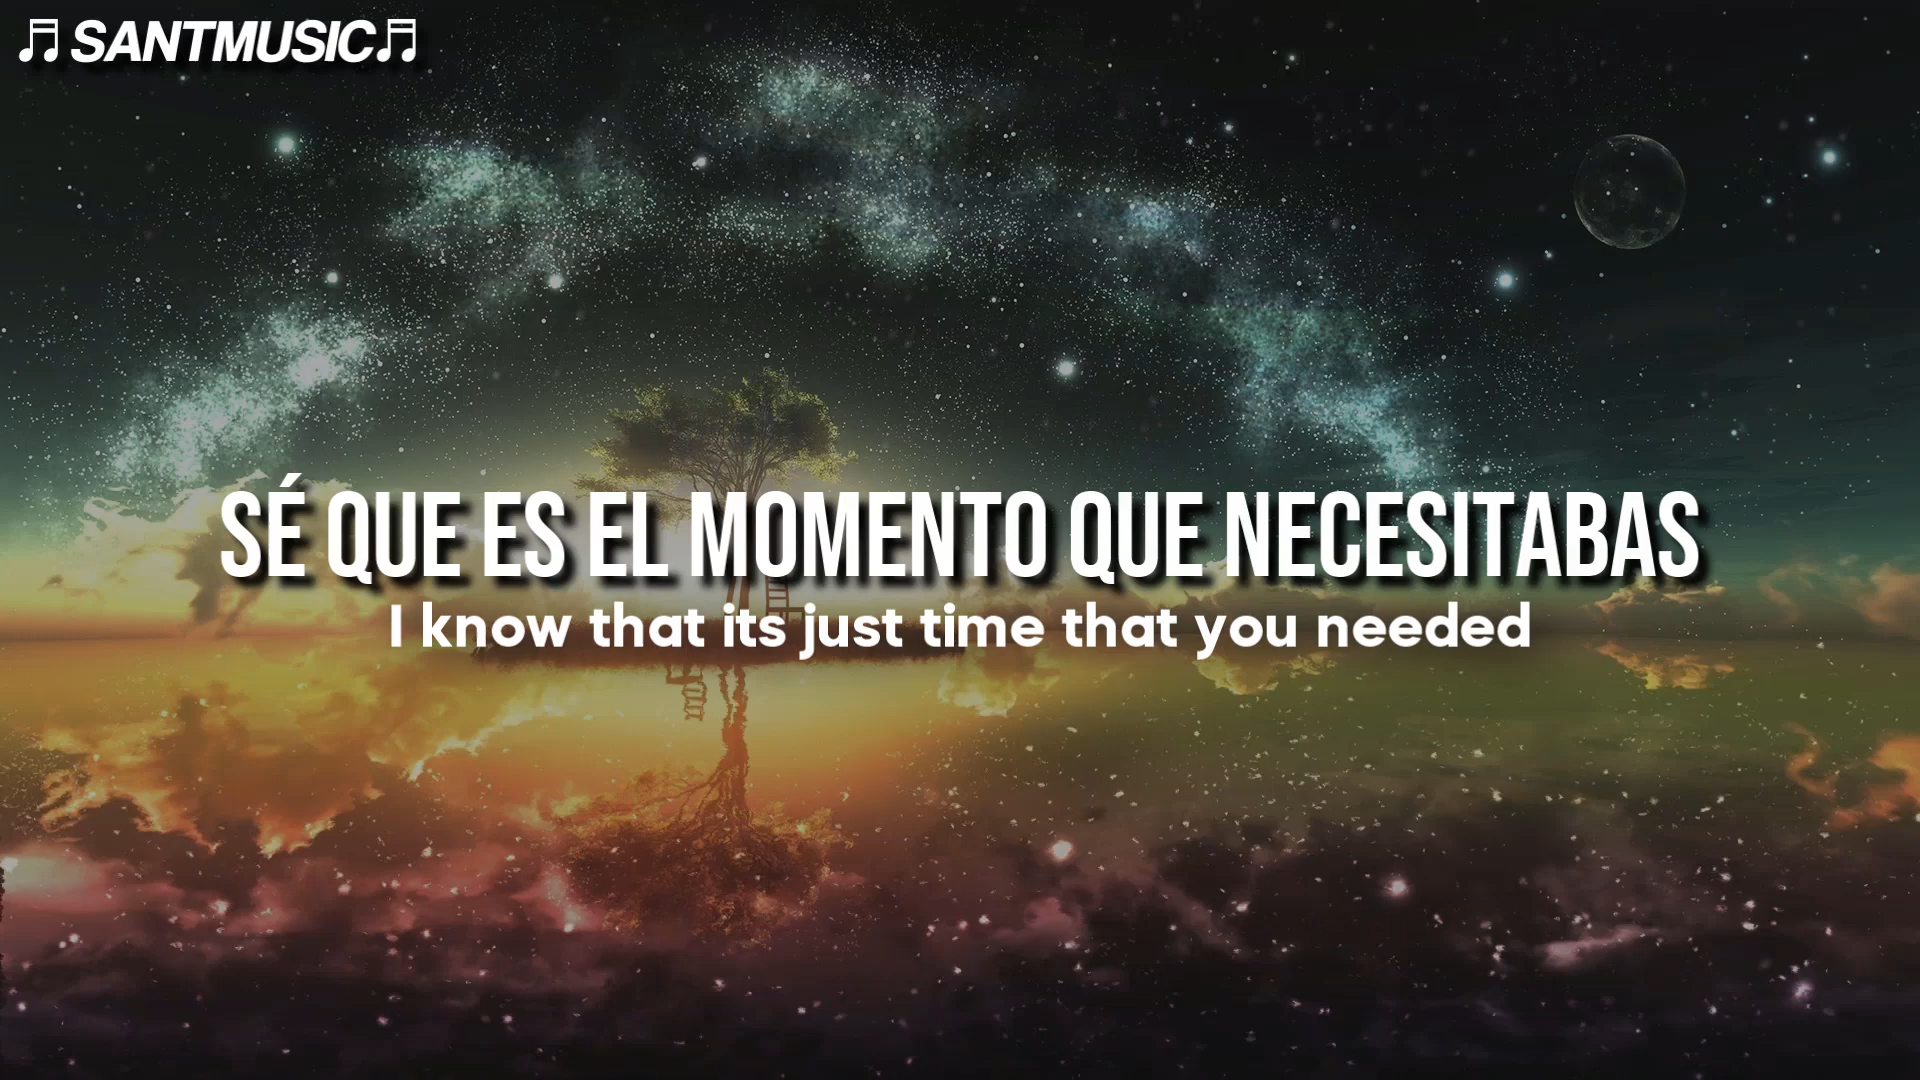 ♬SANTMUSIC♬
SÉ QUE ES EL MOMENTO QUE NECESITABAS
I know that its just time that you needed